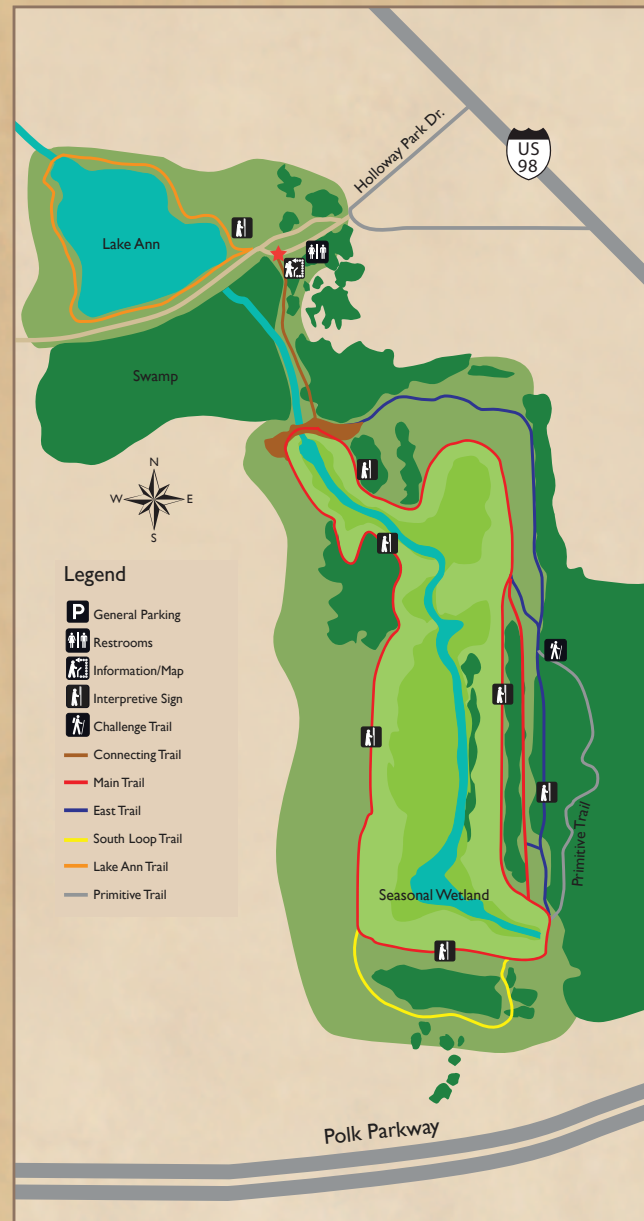 Holloway Park Dr.
US
98
Lake Ann
Swamp
N
W E
S
Legend
P General Parking
Restrooms
Information/Map
Interpretive Sign
Challenge Trail
Connecting Trail
Main Trail
East Trail
South Loop Trail
Lake Ann Trail
Primitive Trail
Primitive Trail
Seasonal Wetland
Polk Parkway